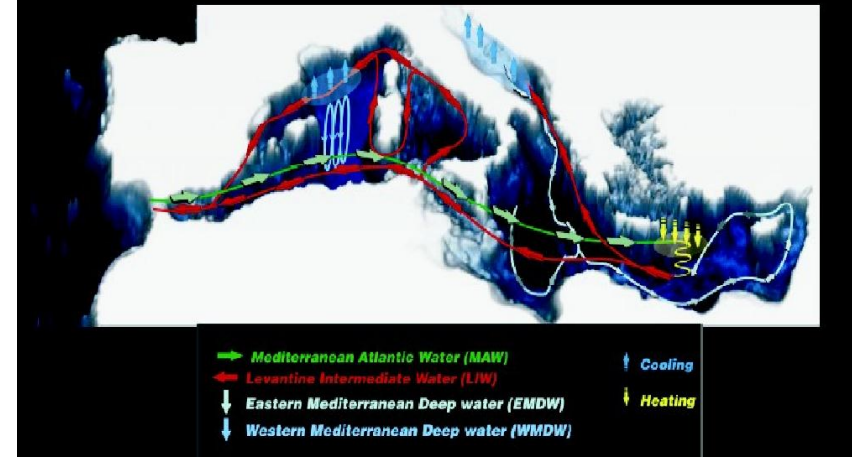 Mediterranean Atlantic Water (MAW)
Levantine Intermediate Water (LIW)
Eastern Mediterranean Deep water (EMDW)
Western Mediterranean Deep water (WMDW)
Cooling
Heating